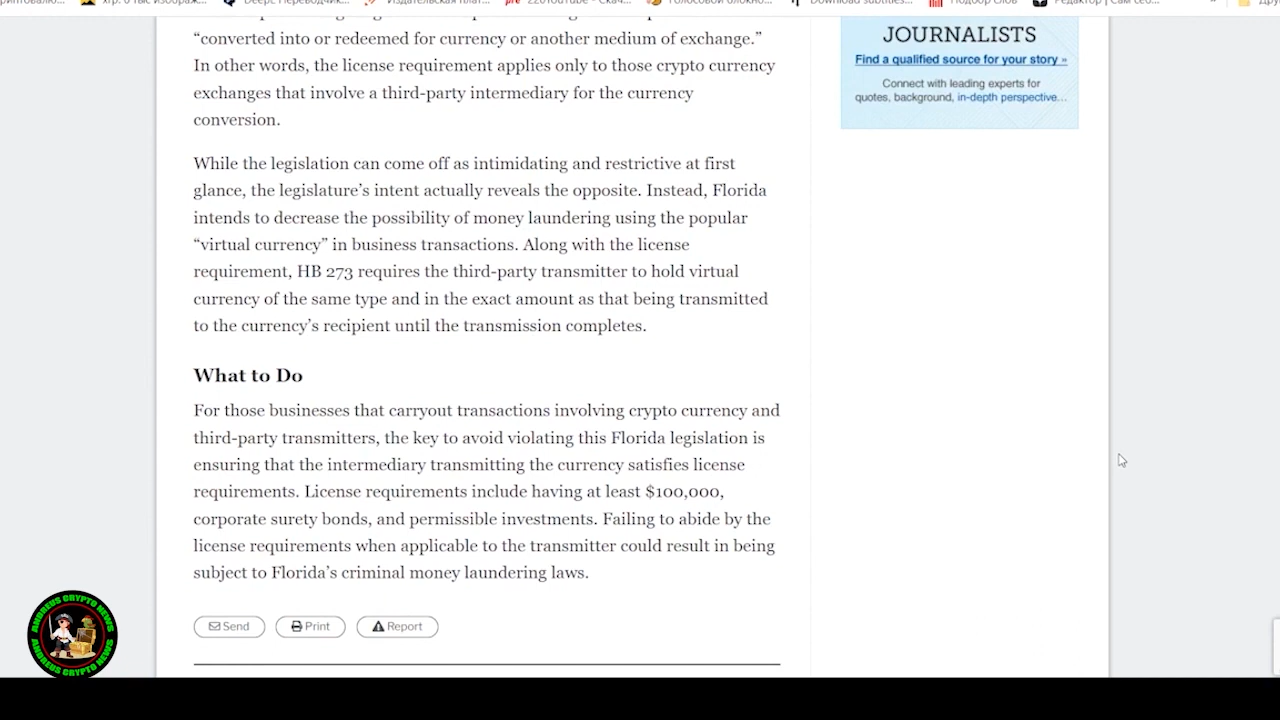 Download subtitles...
"converted into or redeemed for currency or another medium of exchange."
In other words, the license requirement applies only to those crypto currency
exchanges that involve a third-party intermediary for the currency
conversion.
While the legislation can come off as intimidating and restrictive at first
glance, the legislature's intent actually reveals the opposite. Instead, Florida
intends to decrease the possibility of money laundering using the popular
"virtual currency" in business transactions. Along with the license
requirement, HB 273 requires the third-party transmitter to hold virtual
currency of the same type and in the exact amount as that being transmitted
to the currency's recipient until the transmission completes.
What to Do
For those businesses that carryout transactions involving crypto currency and
third-party transmitters, the key to avoid violating this Florida legislation is
ensuring that the intermediary transmitting the currency satisfies license
requirements. License requirements include having at least $100,000,
corporate surety bonds, and permissible investments. Failing to abide by the
license requirements when applicable to the transmitter could result in being
subject to Florida's criminal money laundering laws.
Send Print Report
JOURNALISTS
Find a qualified source for your story »
Connect with leading experts for
quotes, background, in-depth perspective...
ANDREUS CRYPTO NEWS
ANDREUS CRYPTO NEWS